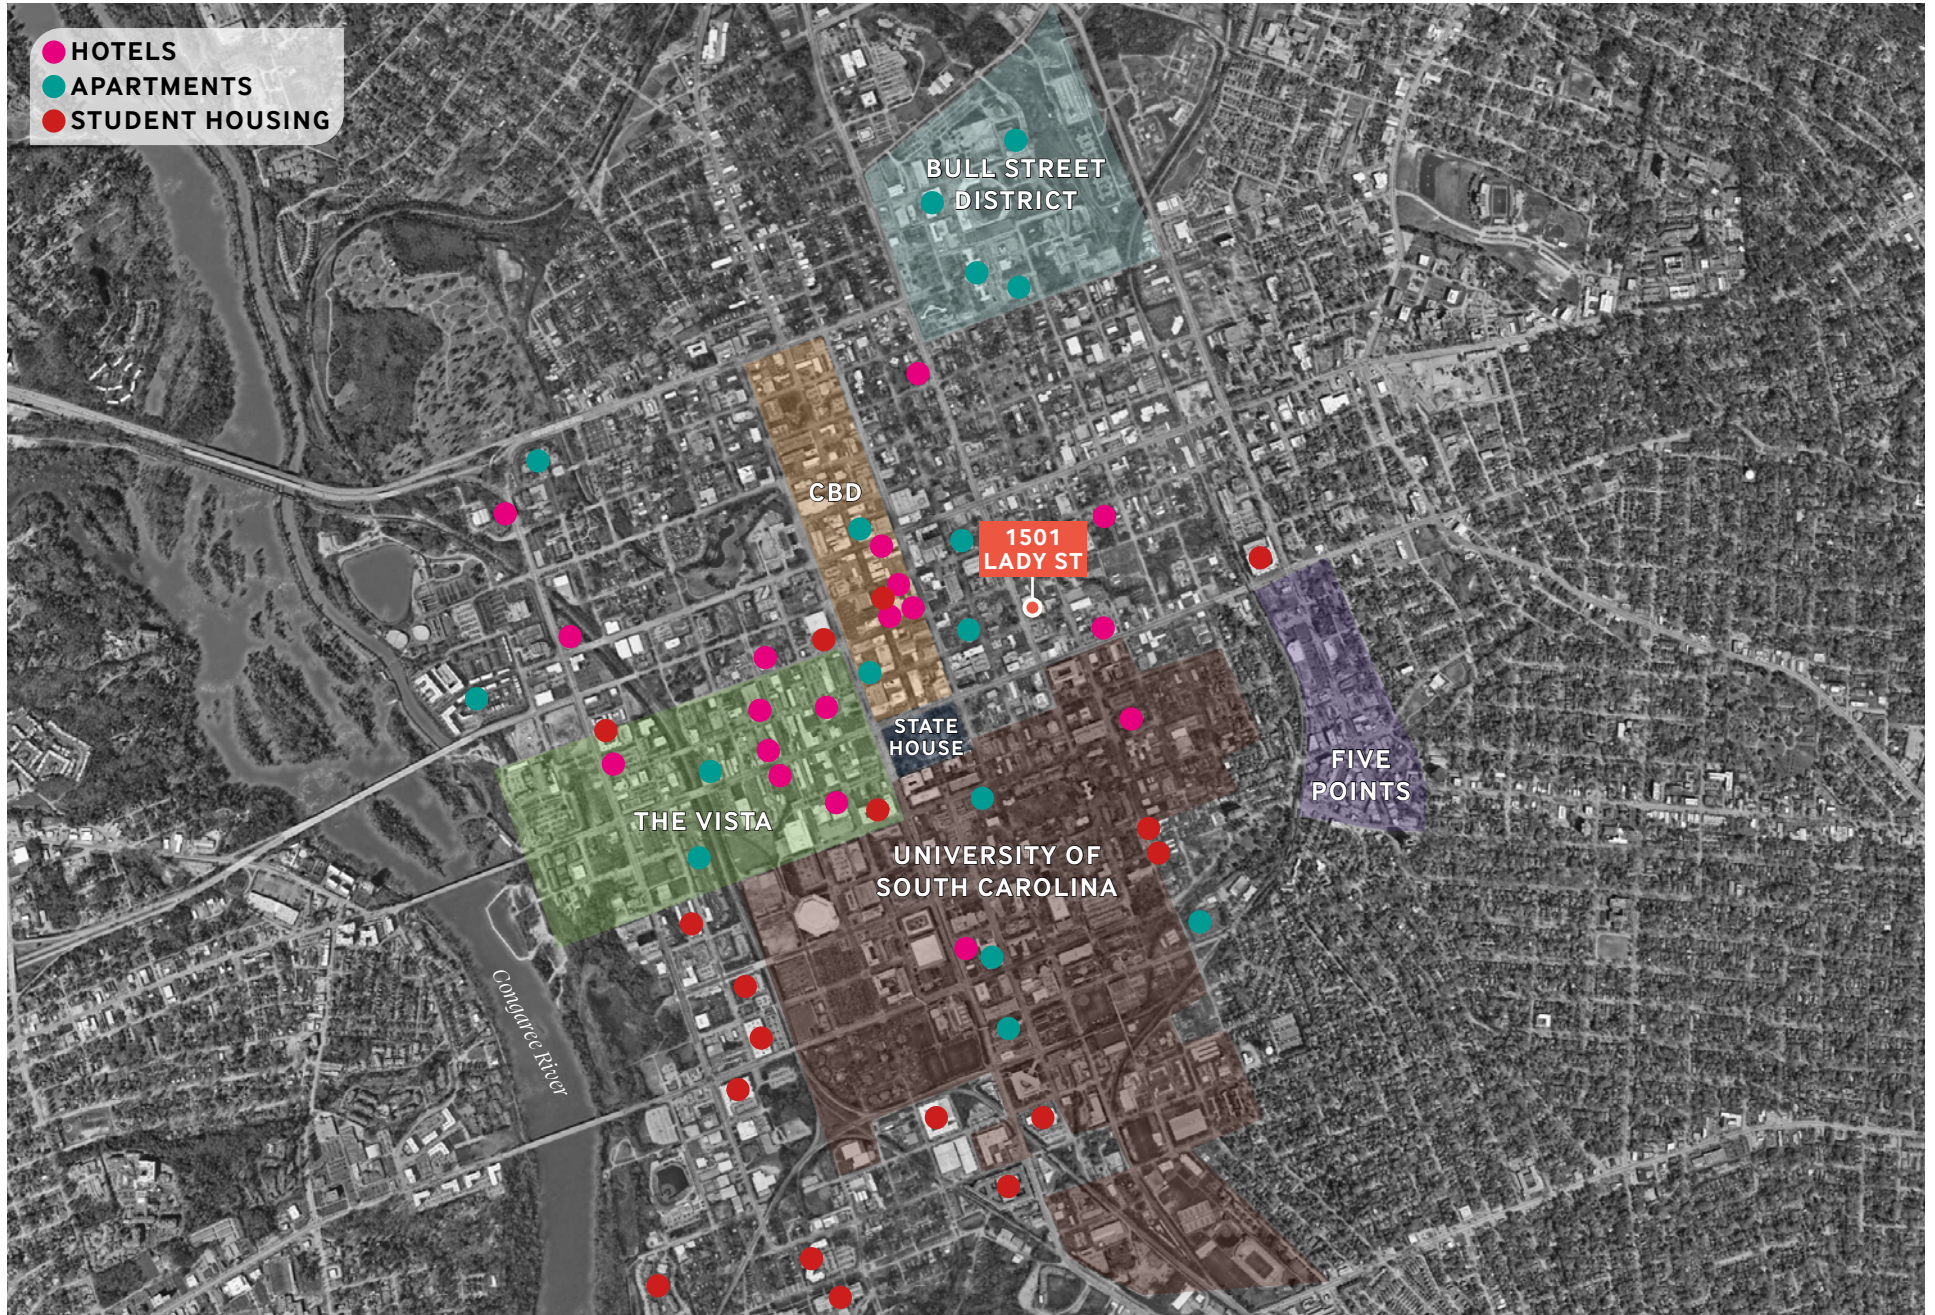 HOTELS
APARTMENTS
STUDENT HOUSING
BULL STREET
DISTRICT
CBD
1501
LADY ST
STATE
HOUSE
FIVE
POINTS
THE VISTA
UNIVERSITY OF
SOUTH CAROLINA
Congaree River